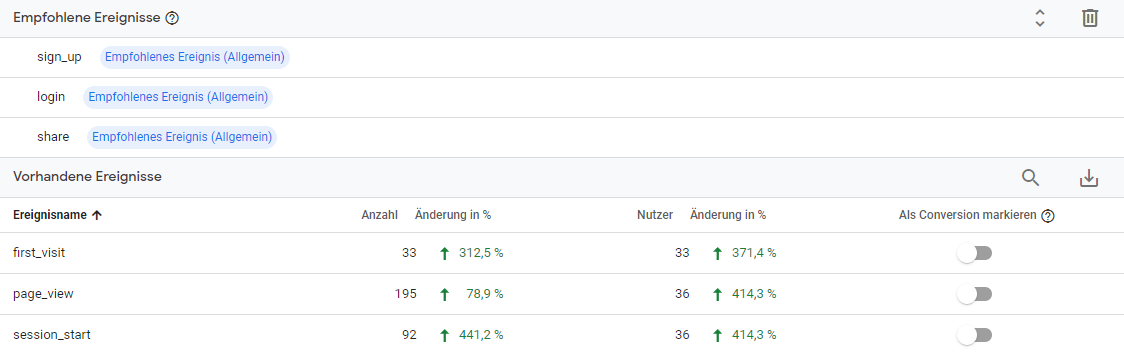 Empfohlene Ereignisse
sign_up Empfohlenes Ereignis (Allgemein)
login Empfohlenes Ereignis (Allgemein)
share Empfohlenes Ereignis (Allgemein)
Vorhandene Ereignisse
Ereignisname Anzahl Änderung in % Nutzer Änderung in % Als Conversion markieren
first_visit 33 312,5 % 33 371,4 %
page_view 195 78,9 % 36 414,3 %
session_start 92 441,2 % 36 414,3 %